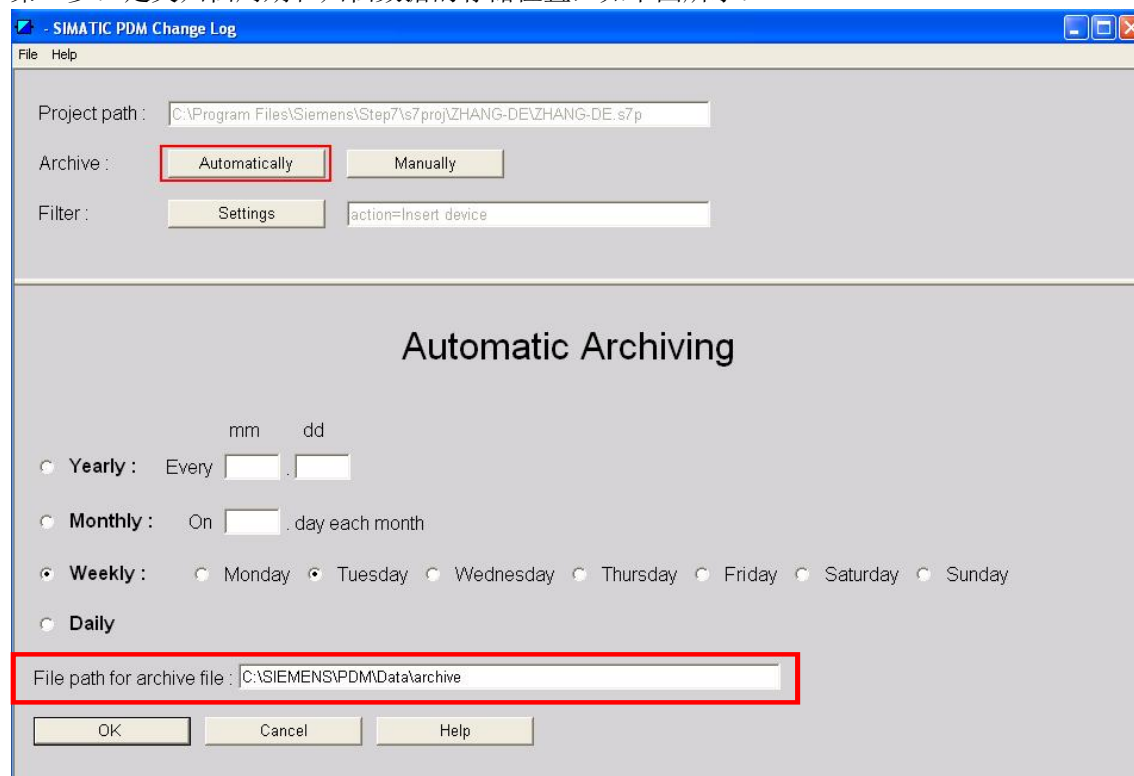 - SIMATIC PDM Change Log
File Help
Project path : C:\Program Files\Siemens\Step7\s7proj\ZHANG-DE\ZHANG-DE.s7p
Archive : Automatically Manually
Filter : Settings action=Insert device
Automatic Archiving
mm dd
Yearly : Every .
Monthly : On . day each month
Weekly : Monday Tuesday Wednesday Thursday Friday Saturday Sunday
Daily
File path for archive file : C:\SIEMENS\PDM\Data\archive
OK Cancel Help